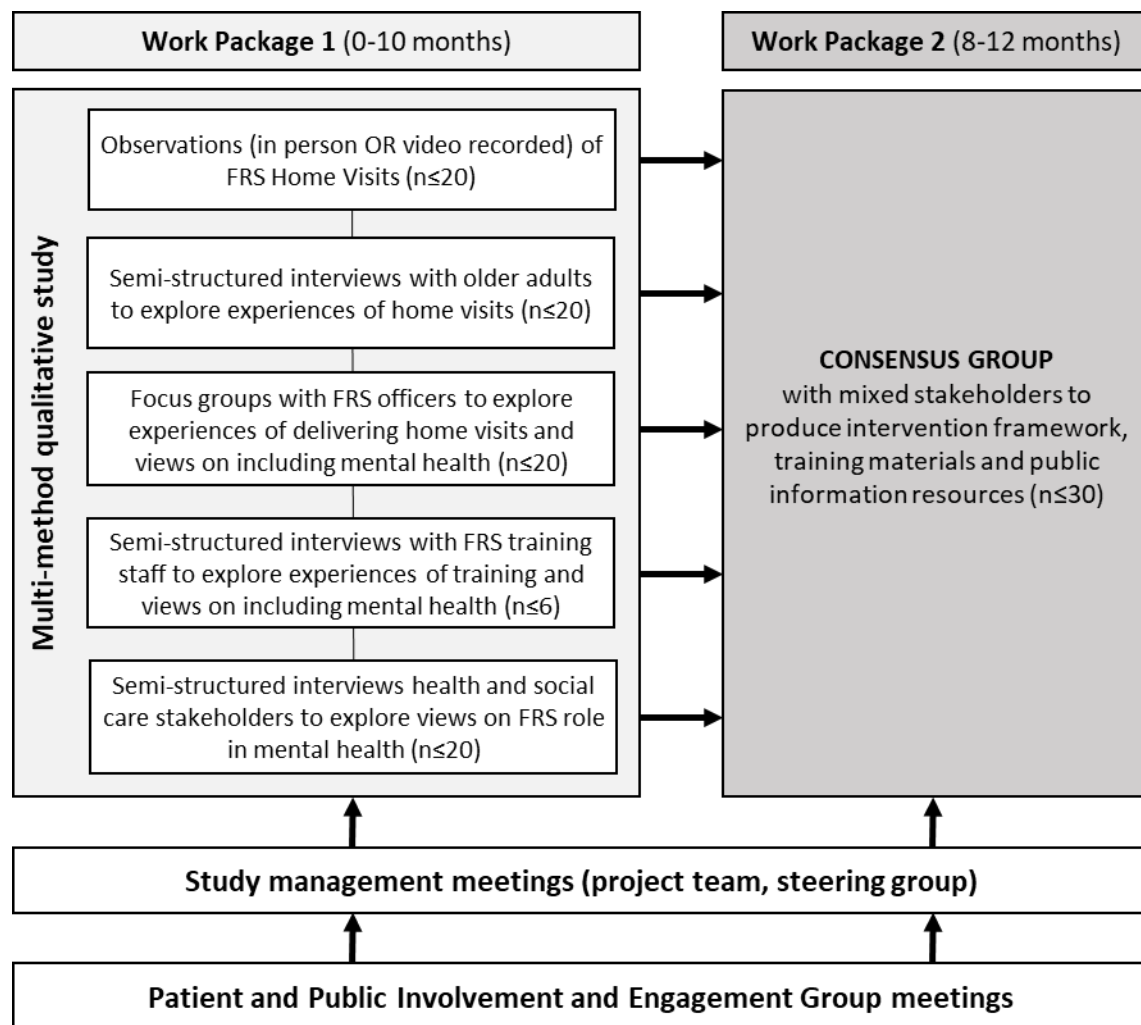 Work Package 1 (0-10 months)
Work Package 2 (8-12 months)
Multi-method qualitative study
Observations (in person OR video recorded) of
FRS Home Visits (n≤20)
Semi-structured interviews with older adults
to explore experiences of home visits (n≤20)
Focus groups with FRS officers to explore
experiences of delivering home visits and
views on including mental health (n≤20)
Semi-structured interviews with FRS training
staff to explore experiences of training and
views on including mental health (n≤6)
Semi-structured interviews health and social
care stakeholders to explore views on FRS role
in mental health (n≤20)
CONSENSUS GROUP
with mixed stakeholders to
produce intervention framework,
training materials and public
information resources (n≤30)
Study management meetings (project team, steering group)
Patient and Public Involvement and Engagement Group meetings